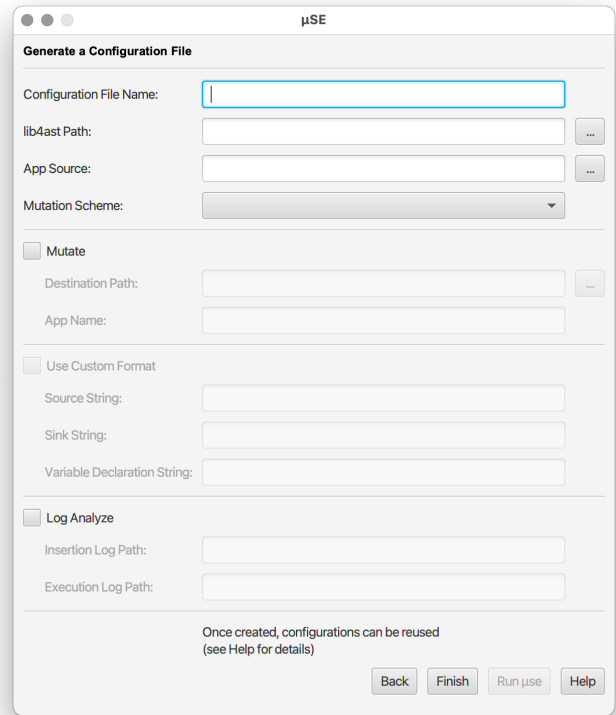 µSE
Generate a Configuration File
Configuration File Name:
lib4ast Path:
...
App Source:
...
Mutation Scheme:
Mutate
Destination Path:
...
App Name:
Use Custom Format
Source String:
Sink String:
Variable Declaration String:
Log Analyze
Insertion Log Path:
Execution Log Path:
Once created, configurations can be reused
(see Help for details)
Back Finish Run µse Help